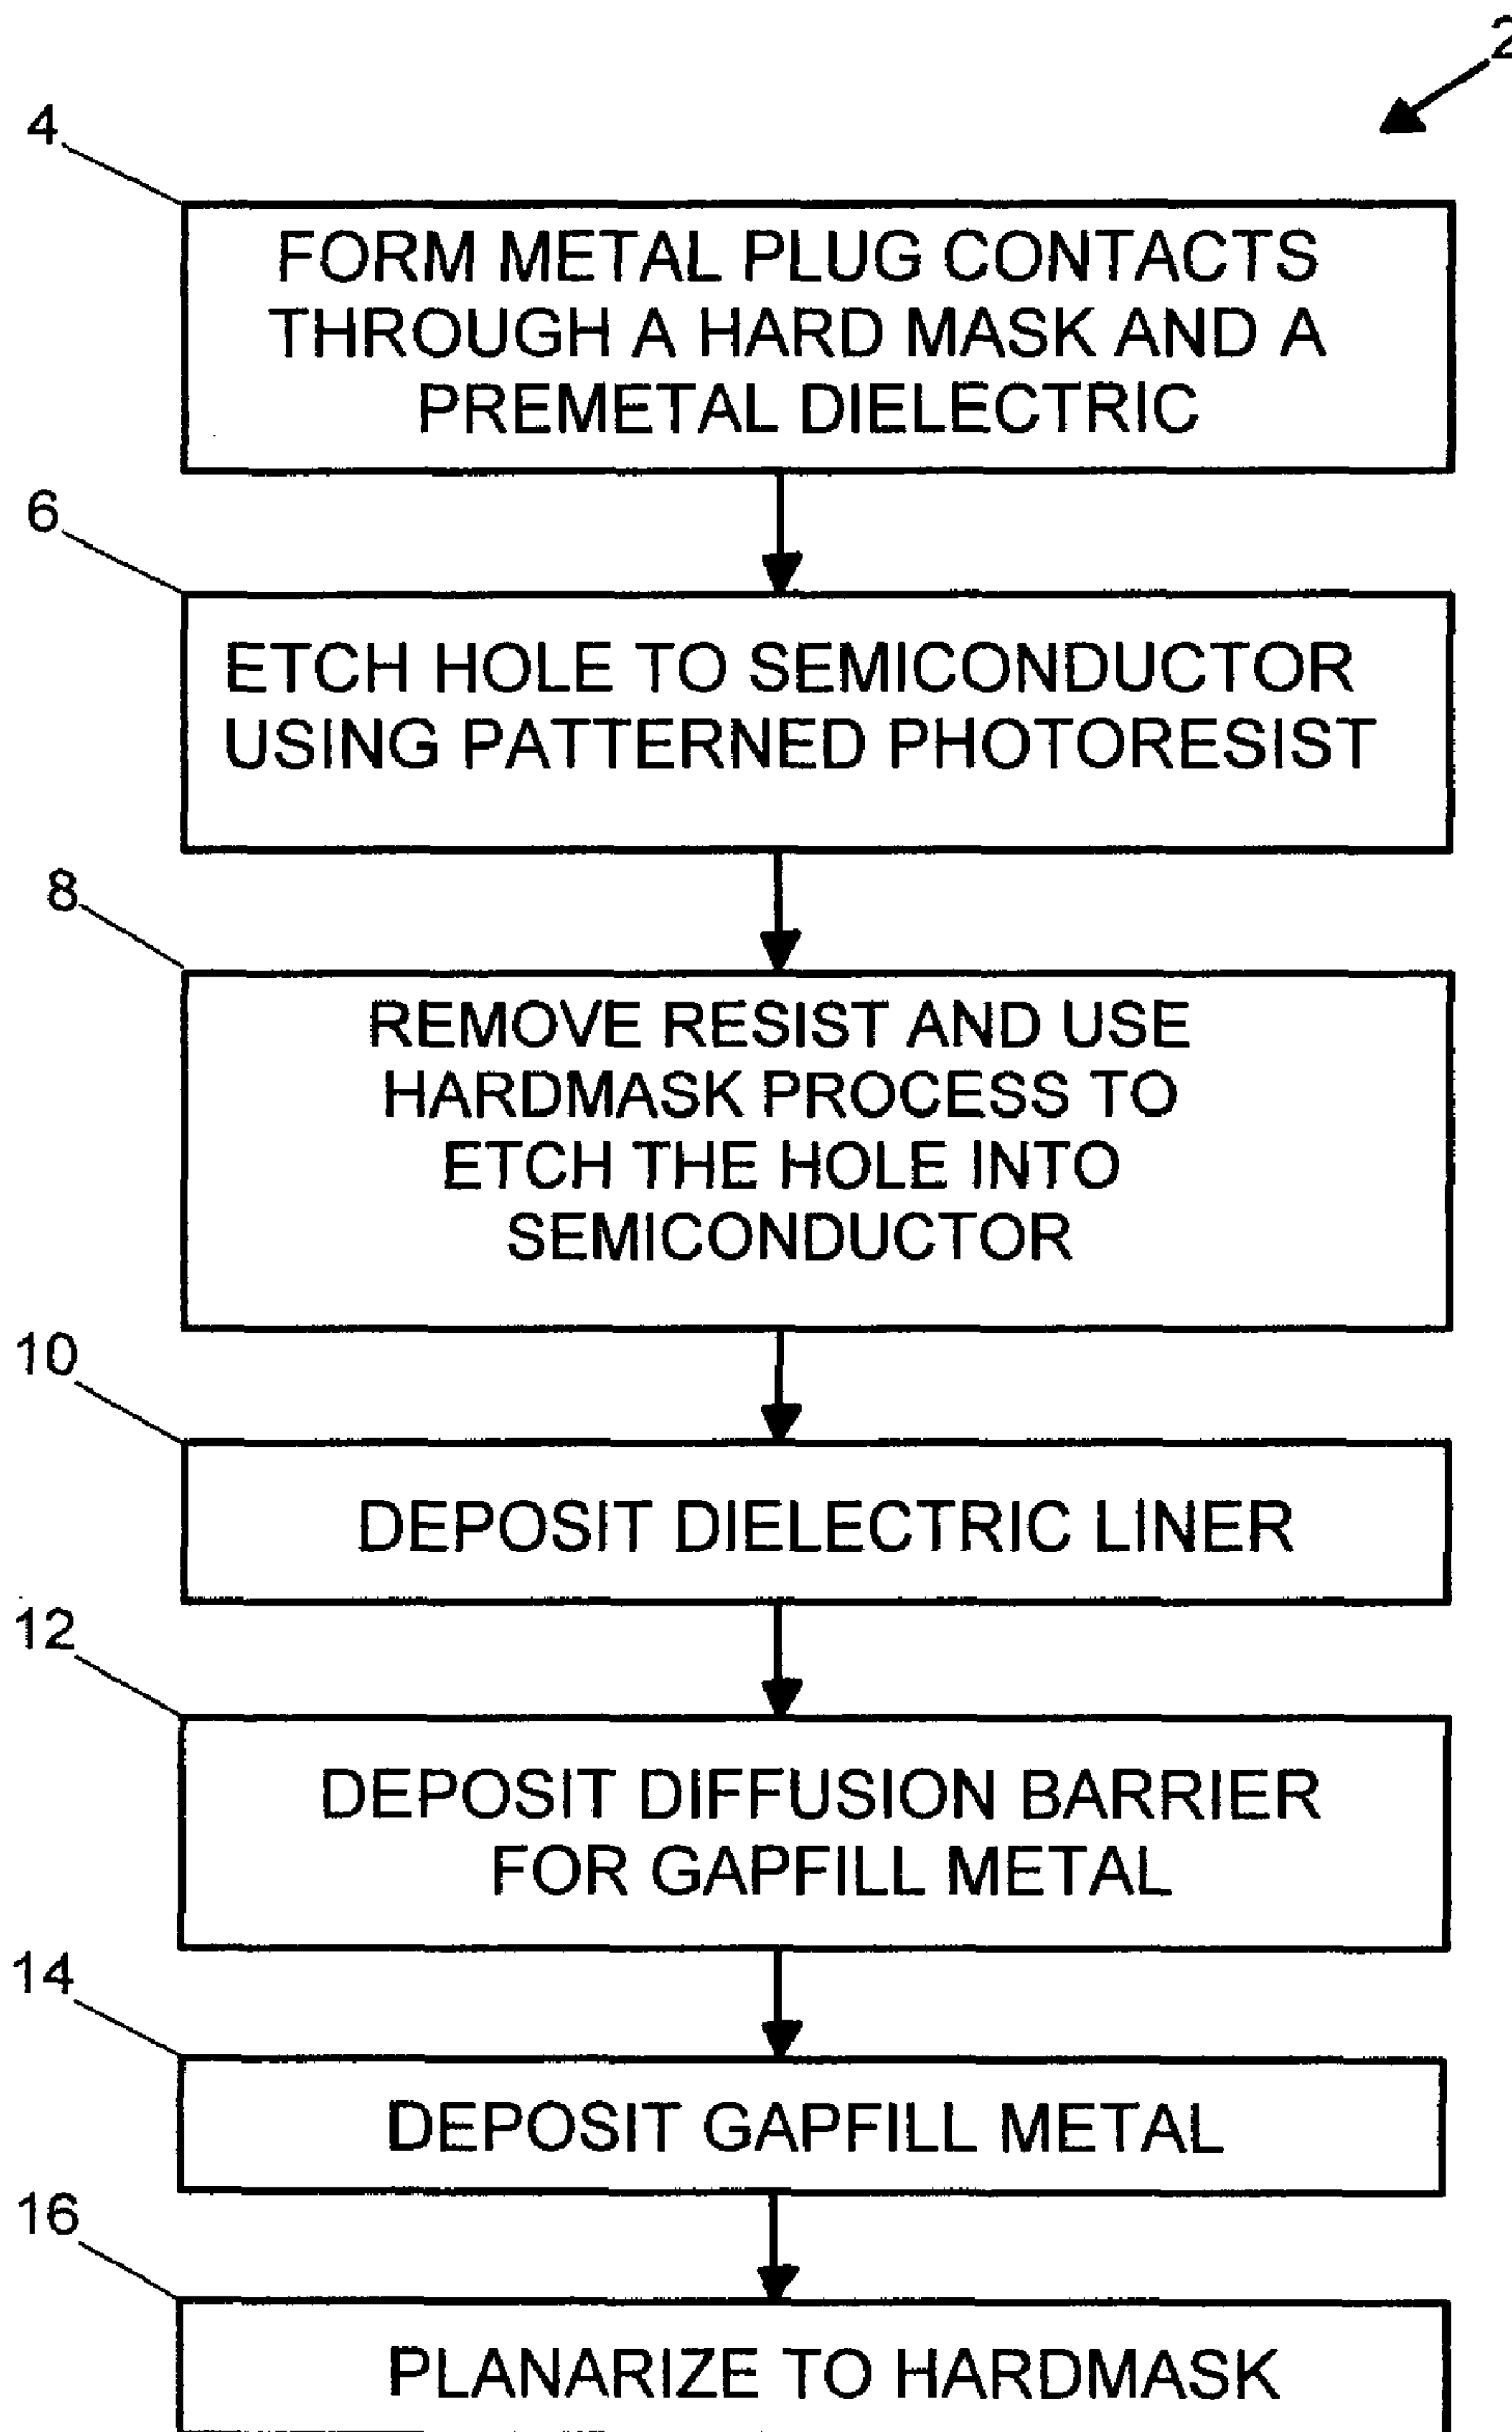 2
4
FORM METAL PLUG CONTACTS
THROUGH A HARD MASK AND A
PREMETAL DIELECTRIC
6
ETCH HOLE TO SEMICONDUCTOR
USING PATTERNED PHOTORESIST
8
REMOVE RESIST AND USE
HARDMASK PROCESS TO
ETCH THE HOLE INTO
SEMICONDUCTOR
10
DEPOSIT DIELECTRIC LINER
12
DEPOSIT DIFFUSION BARRIER
FOR GAPFILL METAL
14
DEPOSIT GAPFILL METAL
16
PLANARIZE TO HARDMASK